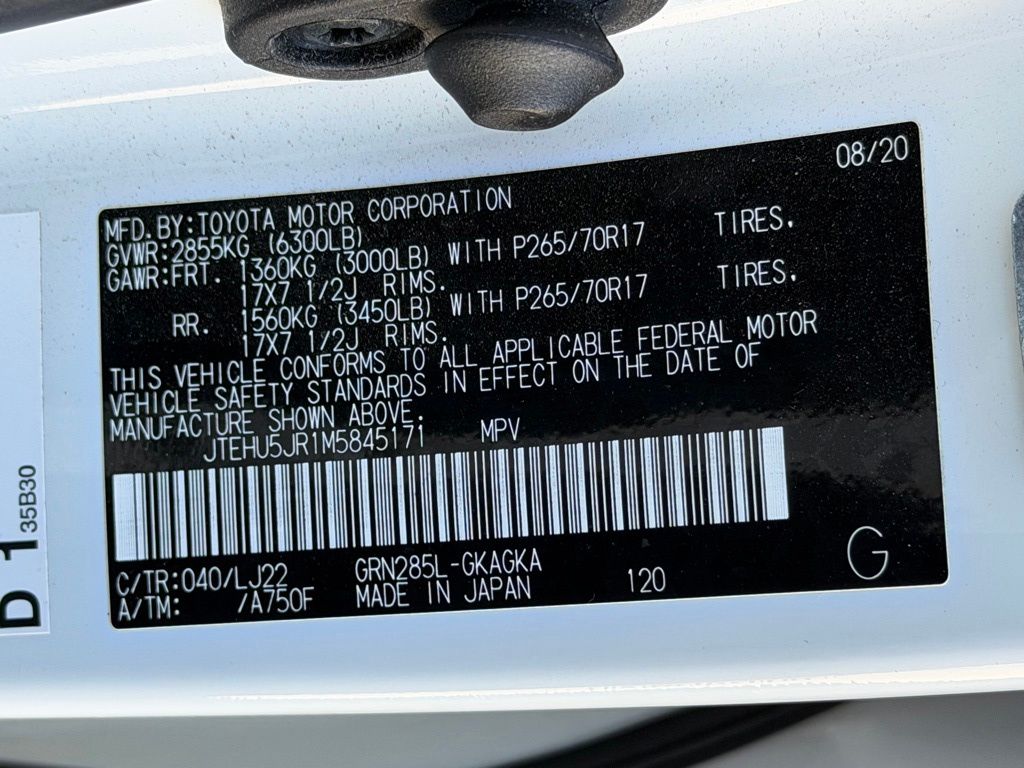 08/20
MFD.BY:TOYOTA MOTOR CORPORATION
GVWR:2855KG (6300LB)
GAWR:FRT. 1360KG (3000LB) WITH P265/70R17 TIRES.
17X7 1/2J RIMS.
RR. 1560KG (3450LB) WITH P265/70R17 TIRES.
17X7 1/2J RIMS.
THIS VEHICLE CONFORMS TO ALL APPLICABLE FEDERAL MOTOR
VEHICLE SAFETY STANDARDS IN EFFECT ON THE DATE OF
MANUFACTURE SHOWN ABOVE.
JTEHU5JR1M5845171 MPV
C/TR:040/LJ22 GRN285L-GKAGKA
A/TM: /A750F MADE IN JAPAN 120
G
D 1 35B30